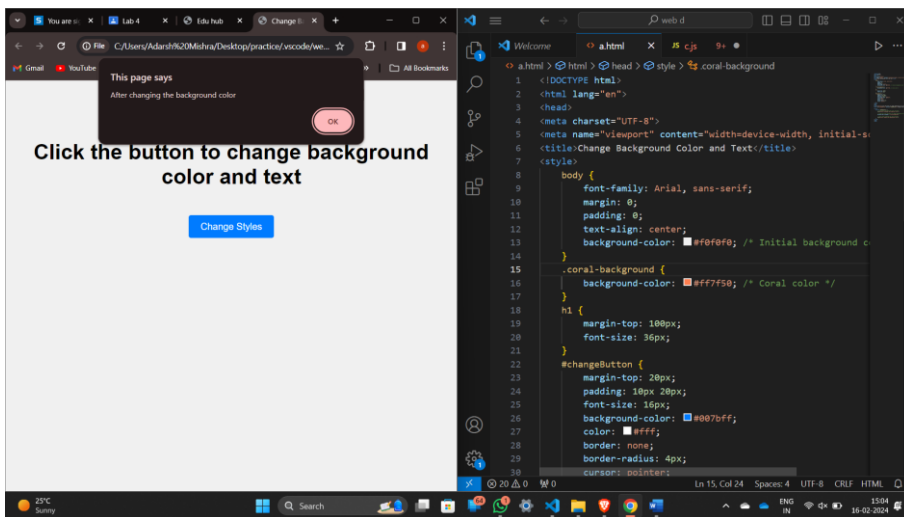 You are si
Lab 4
Edu hub
Change B
File C:/Users/Adarsh%20Mishra/Desktop/practice/.vscode/we...
Gmail YouTube
All Bookmarks
This page says
After changing the background color
OK
Click the button to change background
color and text
Change Styles
web d
Welcome a.html JS c.js 9+
a.html > html > head > style > .coral-background
1 <!DOCTYPE html>
2 <html lang="en">
3 <head>
4 <meta charset="UTF-8">
5 <meta name="viewport" content="width=device-width, initial-s
6 <title>Change Background Color and Text</title>
7 <style>
8 body {
9 font-family: Arial, sans-serif;
10 margin: 0;
11 padding: 0;
12 text-align: center;
13 background-color: #f0f0f0; /* Initial background c
14 }
15 .coral-background {
16 background-color: #ff7f50; /* Coral color */
17 }
18 h1 {
19 margin-top: 100px;
20 font-size: 36px;
21 }
22 #changeButton {
23 margin-top: 20px;
24 padding: 10px 20px;
25 font-size: 16px;
26 background-color: #007bff;
27 color: #fff;
28 border: none;
29 border-radius: 4px;
30 cursor: pointer;
20 0 0 Ln 15, Col 24 Spaces: 4 UTF-8 CRLF HTML
25°C
Sunny
Search
ENG
IN
15:04
16-02-2024